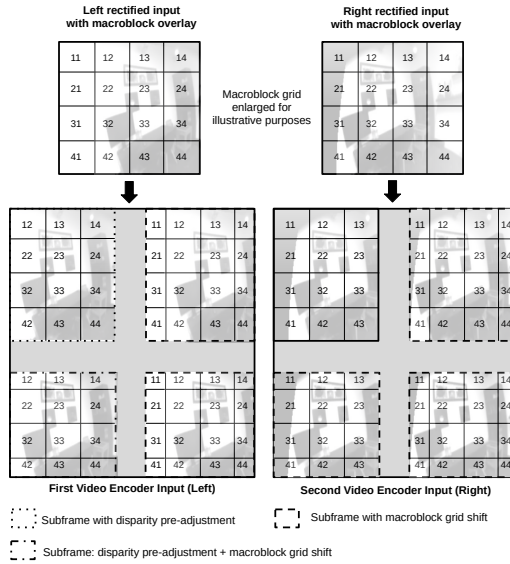 Left rectified input
with macroblock overlay
Right rectified input
with macroblock overlay
11 12 13 14
21 22 23 24
31 32 33 34
41 42 43 44
Macroblock grid
enlarged for
illustrative purposes
11 12 13 14
21 22 23 24
31 32 33 34
41 42 43 44
12 13 14
22 23 24
32 33 34
42 43 44
11 12 13 14
21 22 23 24
31 32 33 34
41 42 43 44
12 13 14
22 23 24
32 33 34
42 43 44
11 12 13 14
21 22 23 24
31 32 33 34
41 42 43 44
First Video Encoder Input (Left)
11 12 13
21 22 23
31 32 33
41 42 43
11 12 13 14
21 22 23 24
31 32 33 34
41 42 43 44
11 12 13
21 22 23
31 32 33
41 42 43
11 12 13 14
21 22 23 24
31 32 33 34
41 42 43 44
Second Video Encoder Input (Right)
Subframe with disparity pre-adjustment
Subframe with macroblock grid shift
Subframe: disparity pre-adjustment + macroblock grid shift